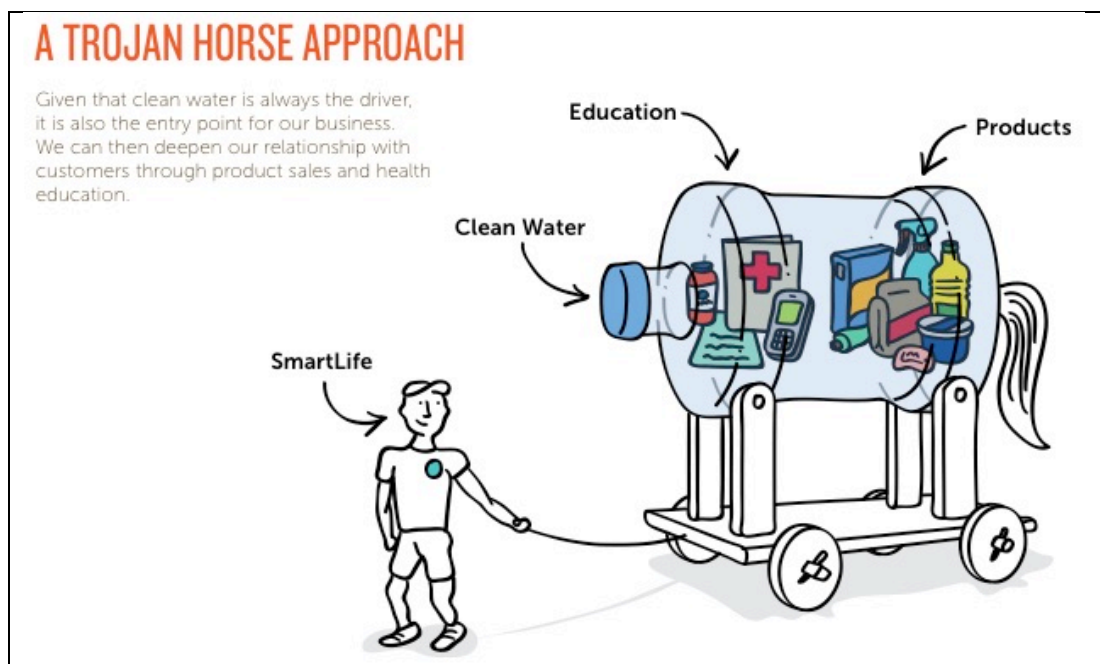 A TROJAN HORSE APPROACH
Given that clean water is always the driver,
it is also the entry point for our business.
We can then deepen our relationship with
customers through product sales and health
education.
Education
Products
Clean Water
SmartLife